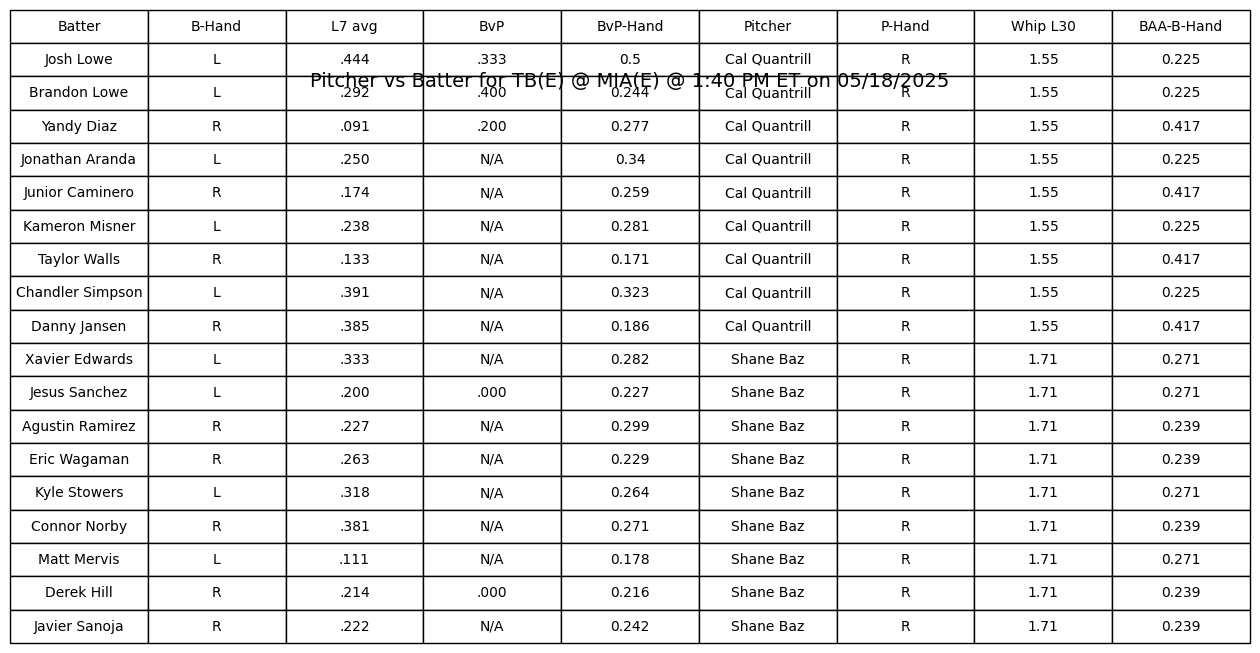 Batter B-Hand L7 avg BvP BvP-Hand Pitcher P-Hand Whip L30 BAA-B-Hand
Josh Lowe L .444 .333 0.5 Cal Quantrill R 1.55 0.225
Pitcher vs Batter for TB(E) @ MIA(E) @ 1:40 PM ET on 05/18/2025
Brandon Lowe L .292 .400 0.244 Cal Quantrill R 1.55 0.225
Yandy Diaz R .091 .200 0.277 Cal Quantrill R 1.55 0.417
Jonathan Aranda L .250 N/A 0.34 Cal Quantrill R 1.55 0.225
Junior Caminero R .174 N/A 0.259 Cal Quantrill R 1.55 0.417
Kameron Misner L .238 N/A 0.281 Cal Quantrill R 1.55 0.225
Taylor Walls R .133 N/A 0.171 Cal Quantrill R 1.55 0.417
Chandler Simpson L .391 N/A 0.323 Cal Quantrill R 1.55 0.225
Danny Jansen R .385 N/A 0.186 Cal Quantrill R 1.55 0.417
Xavier Edwards L .333 N/A 0.282 Shane Baz R 1.71 0.271
Jesus Sanchez L .200 .000 0.227 Shane Baz R 1.71 0.271
Agustin Ramirez R .227 N/A 0.299 Shane Baz R 1.71 0.239
Eric Wagaman R .263 N/A 0.229 Shane Baz R 1.71 0.239
Kyle Stowers L .318 N/A 0.264 Shane Baz R 1.71 0.271
Connor Norby R .381 N/A 0.271 Shane Baz R 1.71 0.239
Matt Mervis L .111 N/A 0.178 Shane Baz R 1.71 0.271
Derek Hill R .214 .000 0.216 Shane Baz R 1.71 0.239
Javier Sanoja R .222 N/A 0.242 Shane Baz R 1.71 0.239